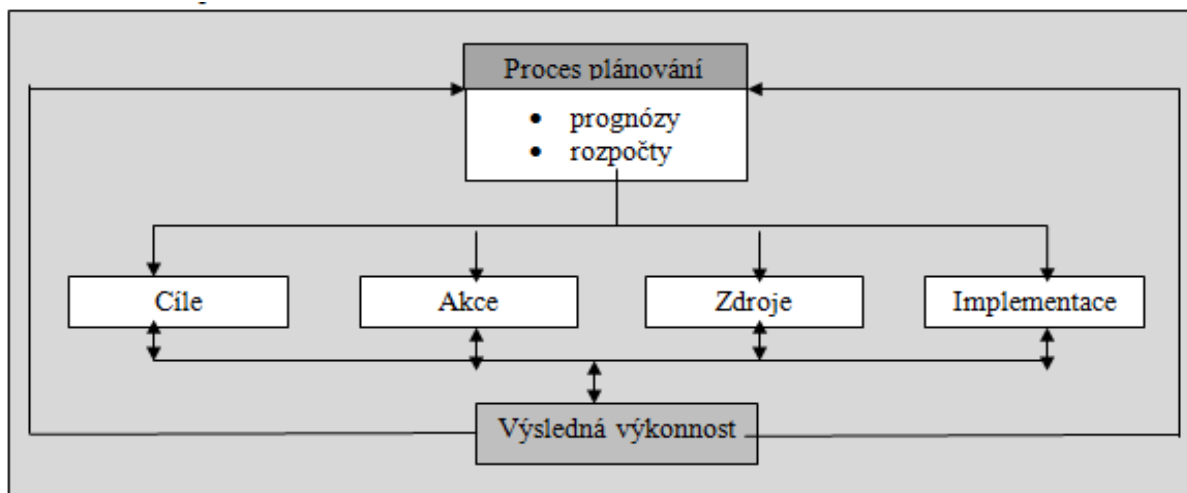 Proces plánování
• prognózy
• rozpočty
Cíle
Akce
Zdroje
Implementace
Výsledná výkonnost